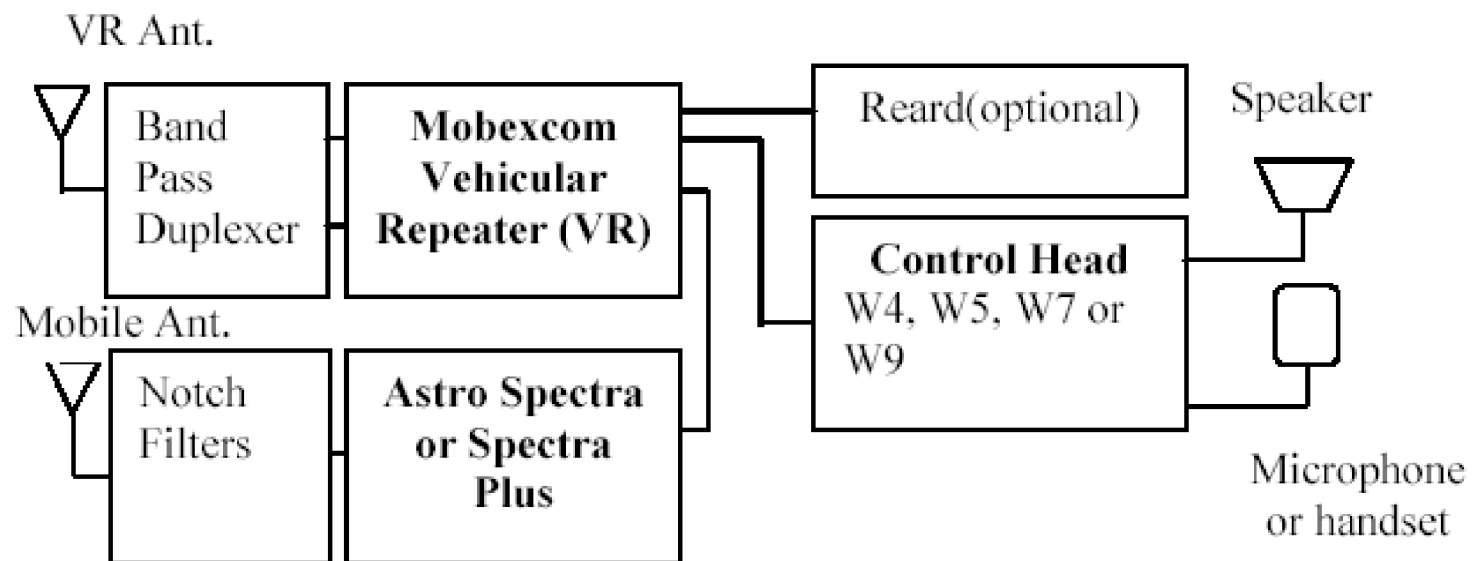 VR Ant.
Band
Pass
Duplexer
Mobexcom
Vehicular
Repeater (VR)
Reard(optional)
Speaker
Control Head
W4, W5, W7 or
W9
Mobile Ant.
Notch
Filters
Astro Spectra
or Spectra
Plus
Microphone
or handset